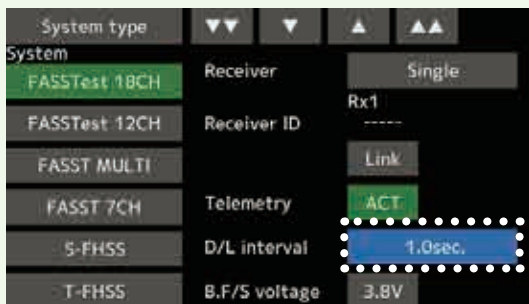 System type ▼▼ ▼ ▲ ▲▲
System
FASSTest 18CH
FASSTest 12CH
FASST MULTI
FASST 7CH
S-FHSS
T-FHSS
Receiver Single
Rx1
Receiver ID -----
Link
Telemetry ACT
D/L interval 1.0sec.
B.F/S voltage 3.8V